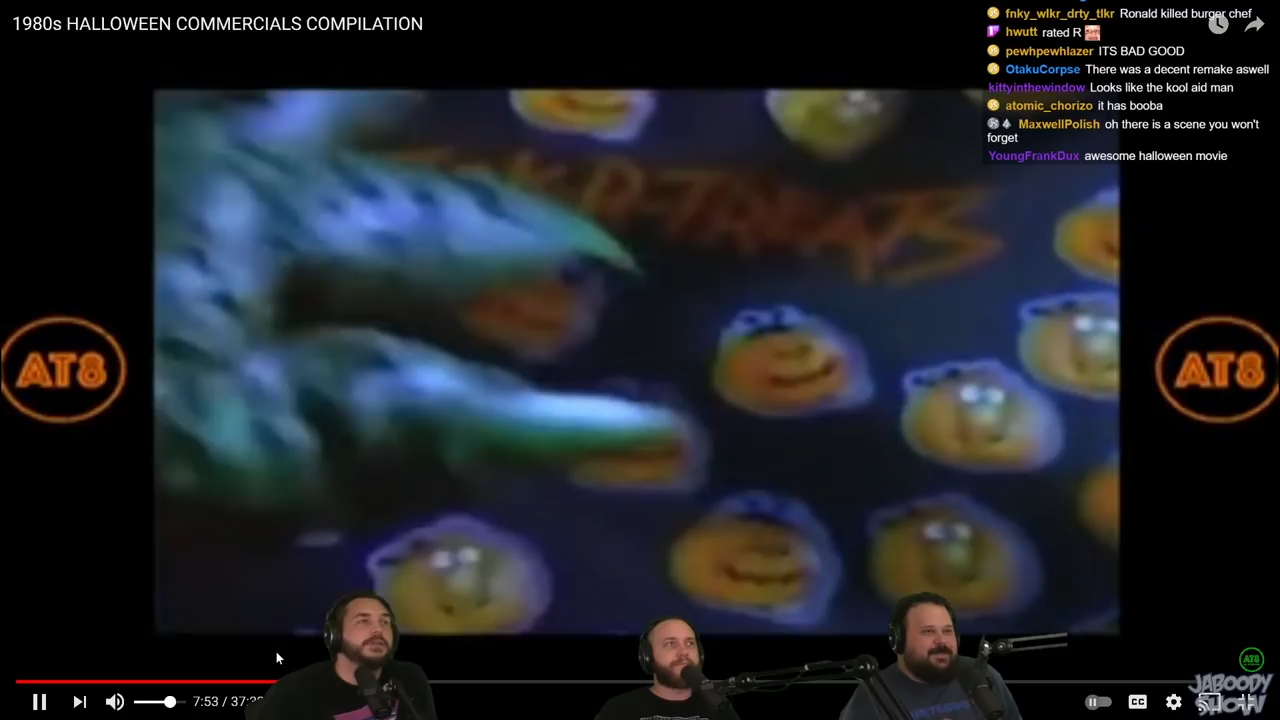 1980s HALLOWEEN COMMERCIALS COMPILATION
fnky_wlkr_drty_tlkr Ronald killed burger chef
hwutt rated R
pewhpewhlazer ITS BAD GOOD
OtakuCorpse There was a decent remake aswell
kittyinthewindow Looks like the kool aid man
atomic_chorizo it has booba
MaxwellPolish oh there is a scene you won't
forget
YoungFrankDux awesome halloween movie
AT8
AT8
AT8
7:53 / 37:
CC
JABOODY
SHOW